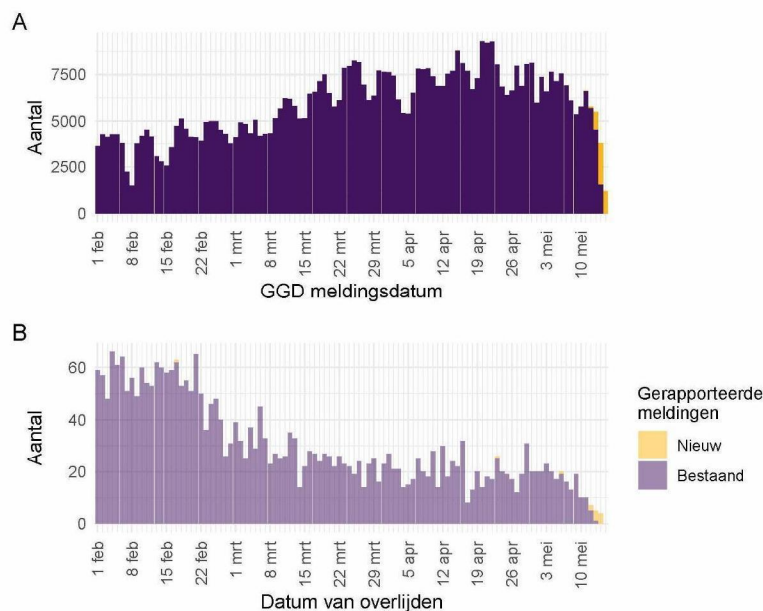 A
Aantal
7500
5000
2500
0
1 feb
8 feb
15 feb
22 feb
1 mrt
8 mrt
15 mrt
22 mrt
29 mrt
5 apr
12 apr
19 apr
26 apr
3 mei
10 mei
GGD meldingsdatum
B
Aantal
60
40
20
0
1 feb
8 feb
15 feb
22 feb
1 mrt
8 mrt
15 mrt
22 mrt
29 mrt
5 apr
12 apr
19 apr
26 apr
3 mei
10 mei
Datum van overlijden
Gerapporteerde
meldingen
Nieuw
Bestaand